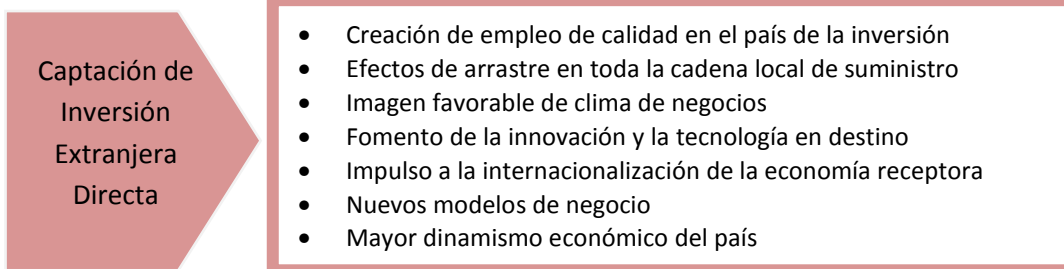 Captación de
Inversión
Extranjera
Directa
• Creación de empleo de calidad en el país de la inversión
• Efectos de arrastre en toda la cadena local de suministro
• Imagen favorable de clima de negocios
• Fomento de la innovación y la tecnología en destino
• Impulso a la internacionalización de la economía receptora
• Nuevos modelos de negocio
• Mayor dinamismo económico del país